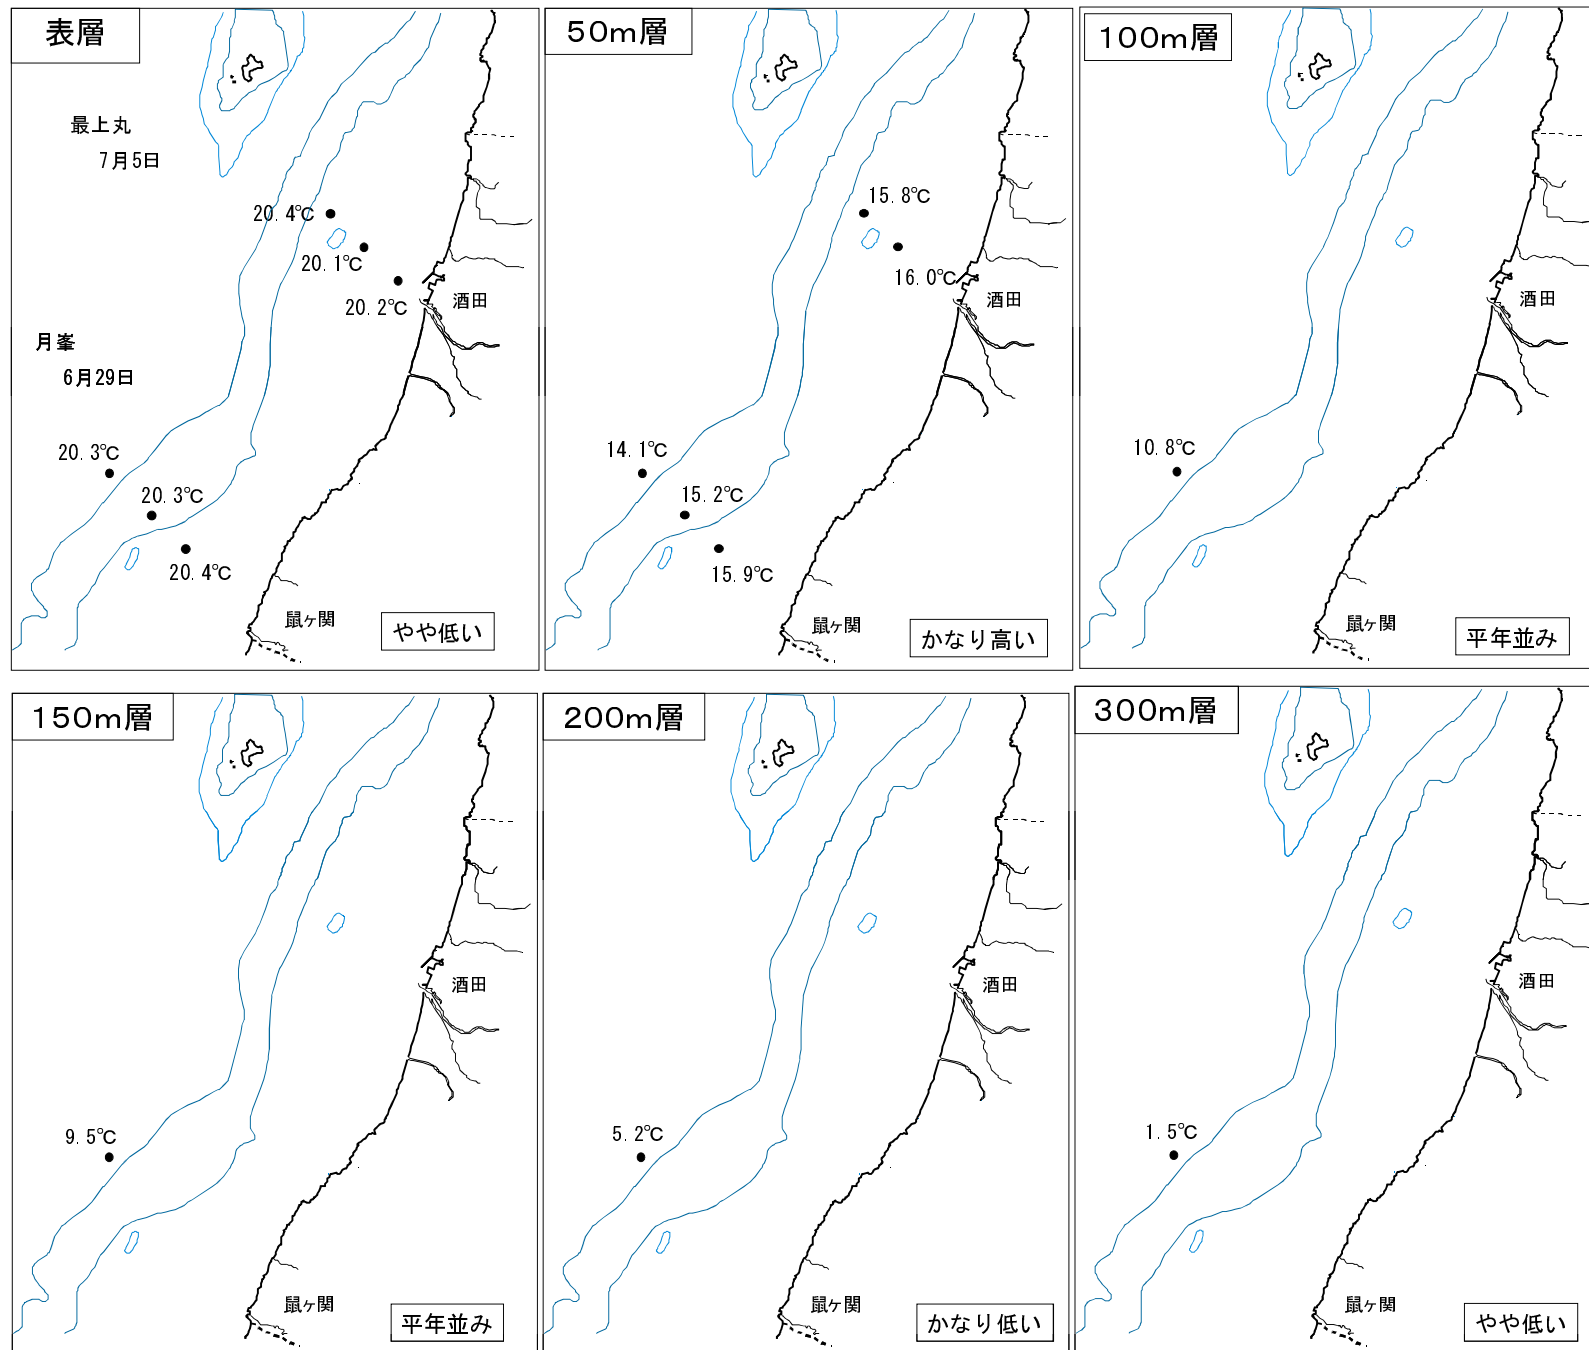 表層
最上丸
7月5日
20.4℃
20.1℃
20.2℃
酒田
月峯
6月29日
20.3℃
20.3℃
20.4℃
鼠ヶ関
やや低い
50m層
15.8℃
16.0℃
酒田
14.1℃
15.2℃
15.9℃
鼠ヶ関
かなり高い
100m層
酒田
10.8℃
鼠ヶ関
平年並み
150m層
酒田
9.5℃
鼠ヶ関
平年並み
200m層
酒田
5.2℃
鼠ヶ関
かなり低い
300m層
酒田
1.5℃
鼠ヶ関
やや低い